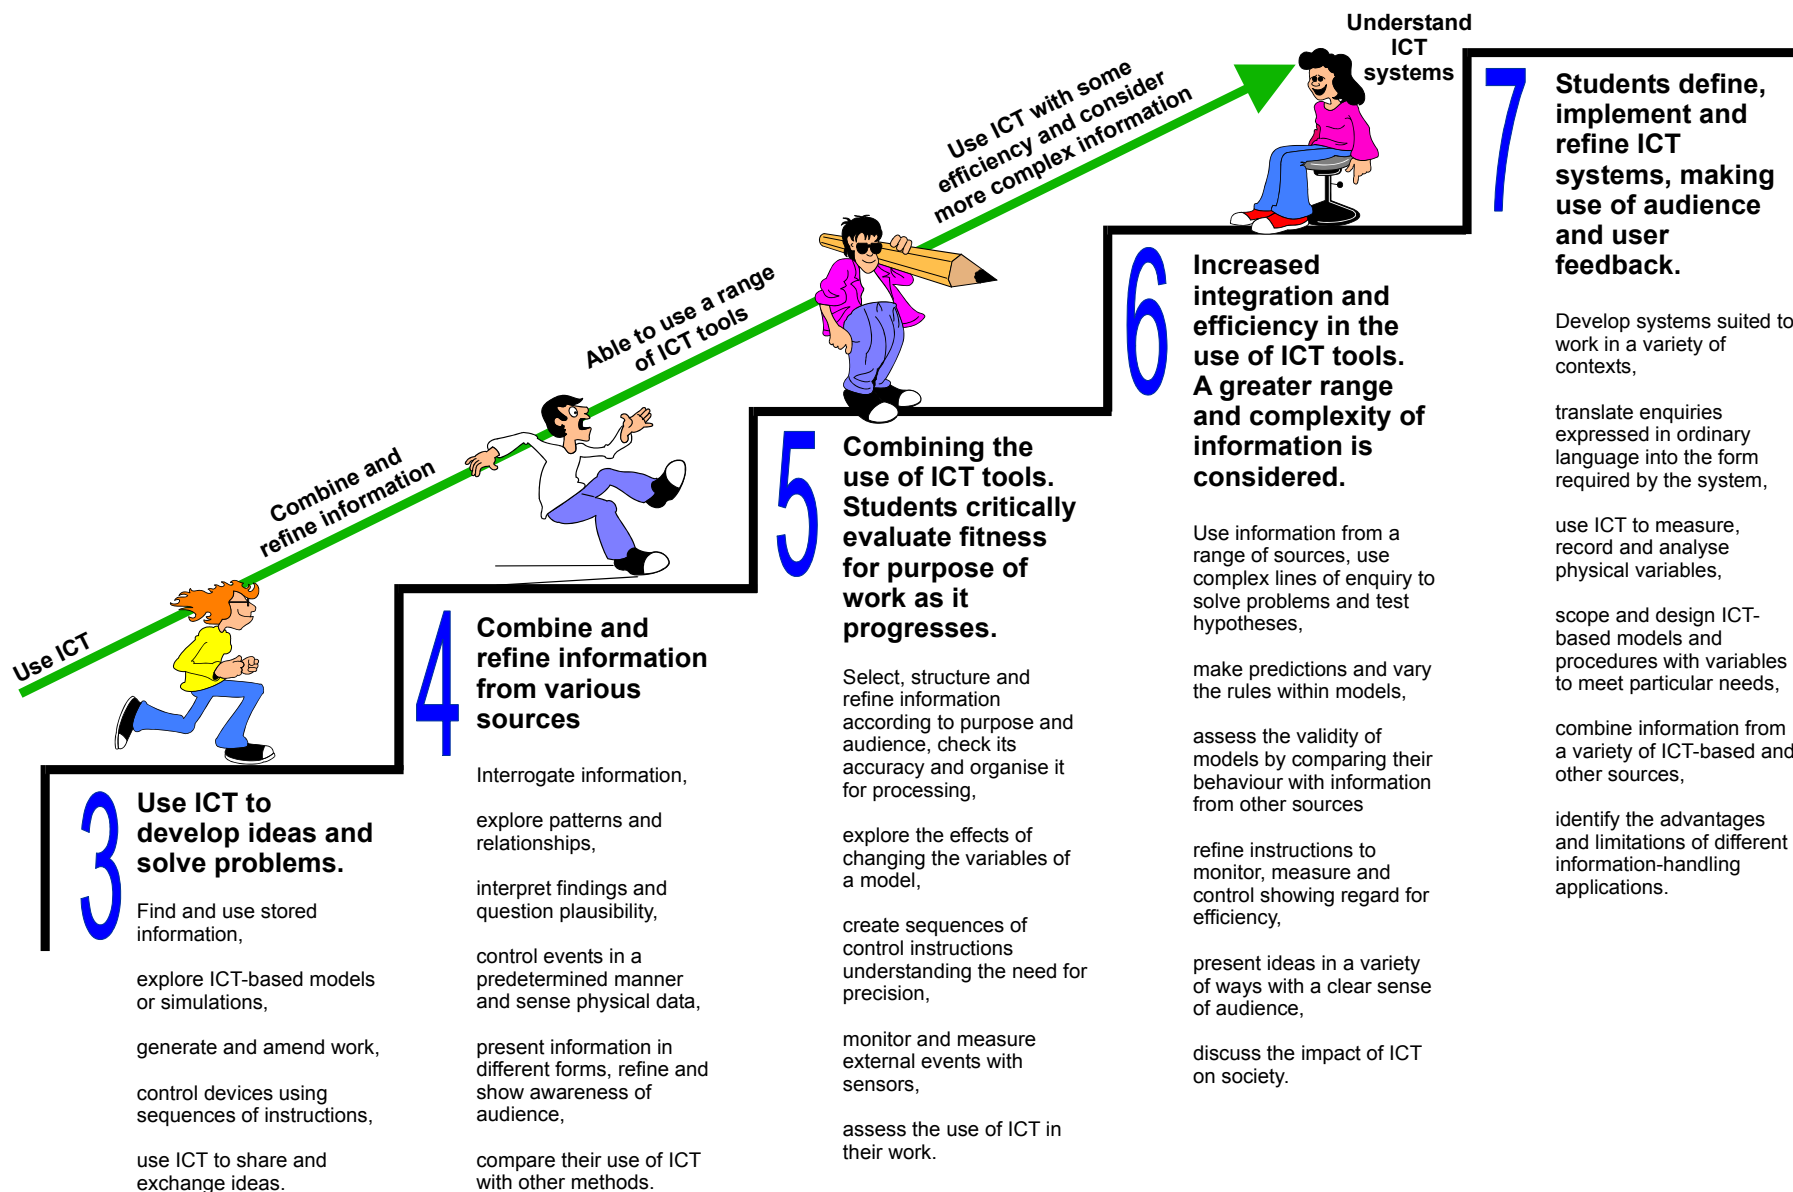 Use ICT
Combine and
refine information
Able to use a range
of ICT tools
Use ICT with some
efficiency and consider
more complex information
Understand
ICT
systems
3
Use ICT to
develop ideas and
solve problems.
Find and use stored
information,
explore ICT-based models
or simulations,
generate and amend work,
control devices using
sequences of instructions,
use ICT to share and
exchange ideas.
4
Combine and
refine information
from various
sources
Interrogate information,
explore patterns and
relationships,
interpret findings and
question plausibility,
control events in a
predetermined manner
and sense physical data,
present information in
different forms, refine and
show awareness of
audience,
compare their use of ICT
with other methods.
5
Combining the
use of ICT tools.
Students critically
evaluate fitness
for purpose of
work as it
progresses.
Select, structure and
refine information
according to purpose and
audience, check its
accuracy and organise it
for processing,
explore the effects of
changing the variables of
a model,
create sequences of
control instructions
understanding the need for
precision,
monitor and measure
external events with
sensors,
assess the use of ICT in
their work.
6
Increased
integration and
efficiency in the
use of ICT tools.
A greater range
and complexity of
information is
considered.
Use information from a
range of sources, use
complex lines of enquiry to
solve problems and test
hypotheses,
make predictions and vary
the rules within models,
assess the validity of
models by comparing their
behaviour with information
from other sources
refine instructions to
monitor, measure and
control showing regard for
efficiency,
present ideas in a variety
of ways with a clear sense
of audience,
discuss the impact of ICT
on society.
7
Students define,
implement and
refine ICT
systems, making
use of audience
and user
feedback.
Develop systems suited to
work in a variety of
contexts,
translate enquiries
expressed in ordinary
language into the form
required by the system,
use ICT to measure,
record and analyse
physical variables,
scope and design ICT-
based models and
procedures with variables
to meet particular needs,
combine information from
a variety of ICT-based and
other sources,
identify the advantages
and limitations of different
information-handling
applications.